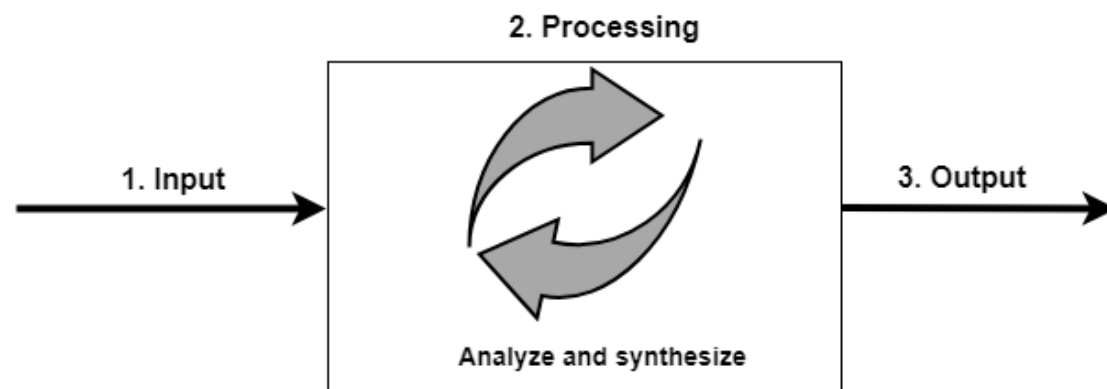 2. Processing
1. Input
3. Output
Analyze and synthesize